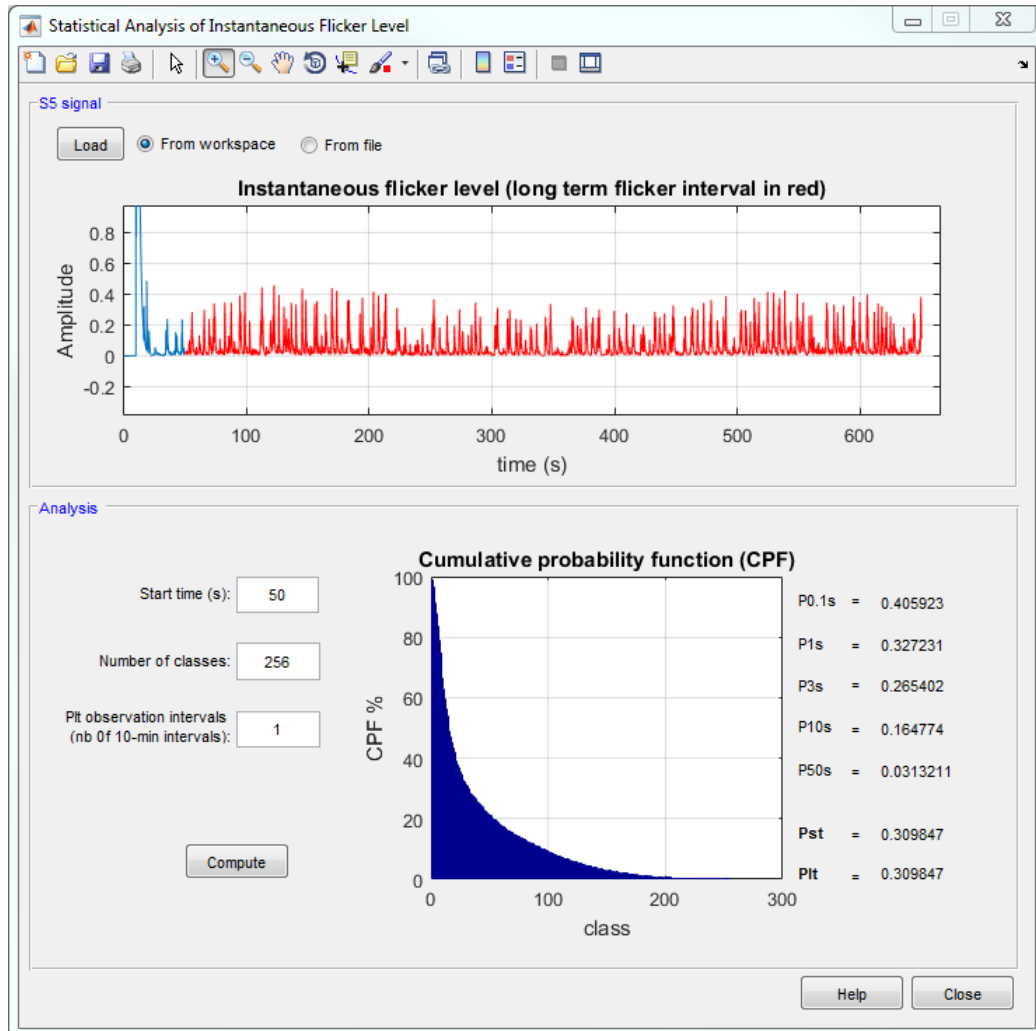 Statistical Analysis of Instantaneous Flicker Level
S5 signal
Load
From workspace
From file
Instantaneous flicker level (long term flicker interval in red)
Amplitude
0.8
0.6
0.4
0.2
0
-0.2
0 100 200 300 400 500 600
time (s)
Analysis
Start time (s): 50
Number of classes: 256
Plt observation intervals
(nb 0f 10-min intervals): 1
Compute
Cumulative probability function (CPF)
CPF %
100
80
60
40
20
0
0 100 200 300
class
P0.1s = 0.405923
P1s = 0.327231
P3s = 0.265402
P10s = 0.164774
P50s = 0.0313211
Pst = 0.309847
Plt = 0.309847
Help
Close